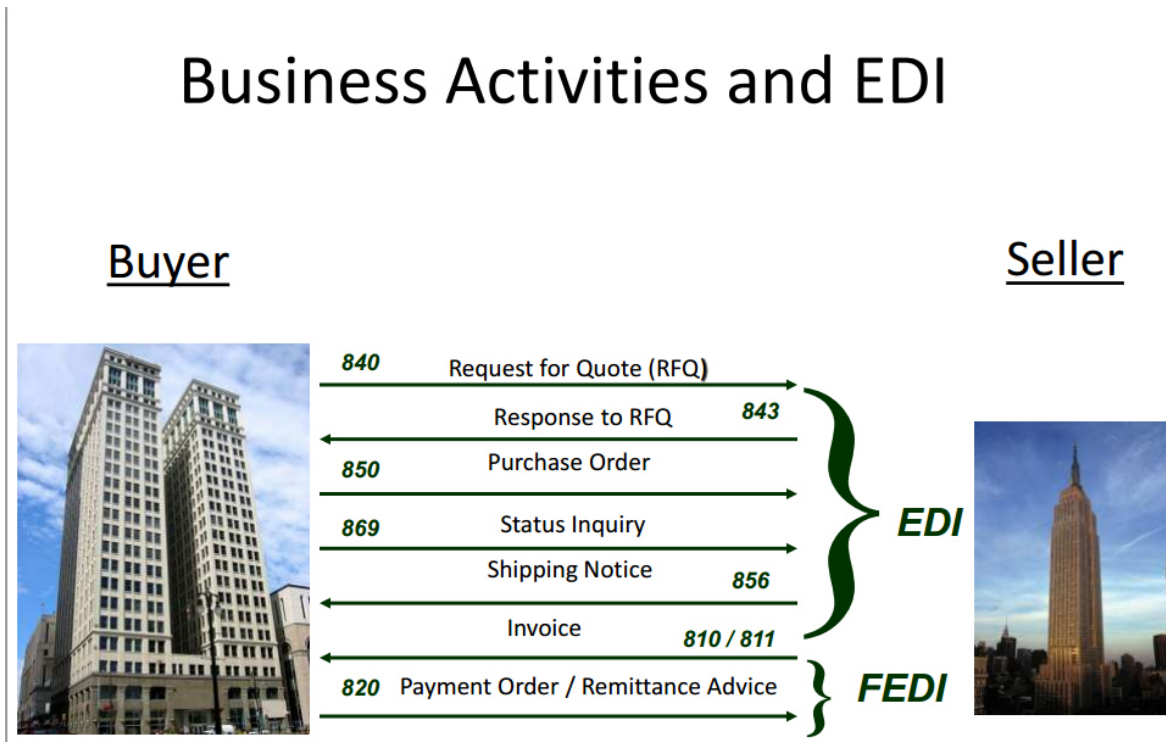 Business Activities and EDI
Buyer
Seller
840 Request for Quote (RFQ)
Response to RFQ 843
850 Purchase Order
869 Status Inquiry
Shipping Notice 856
Invoice 810 / 811
820 Payment Order / Remittance Advice
EDI
FEDI